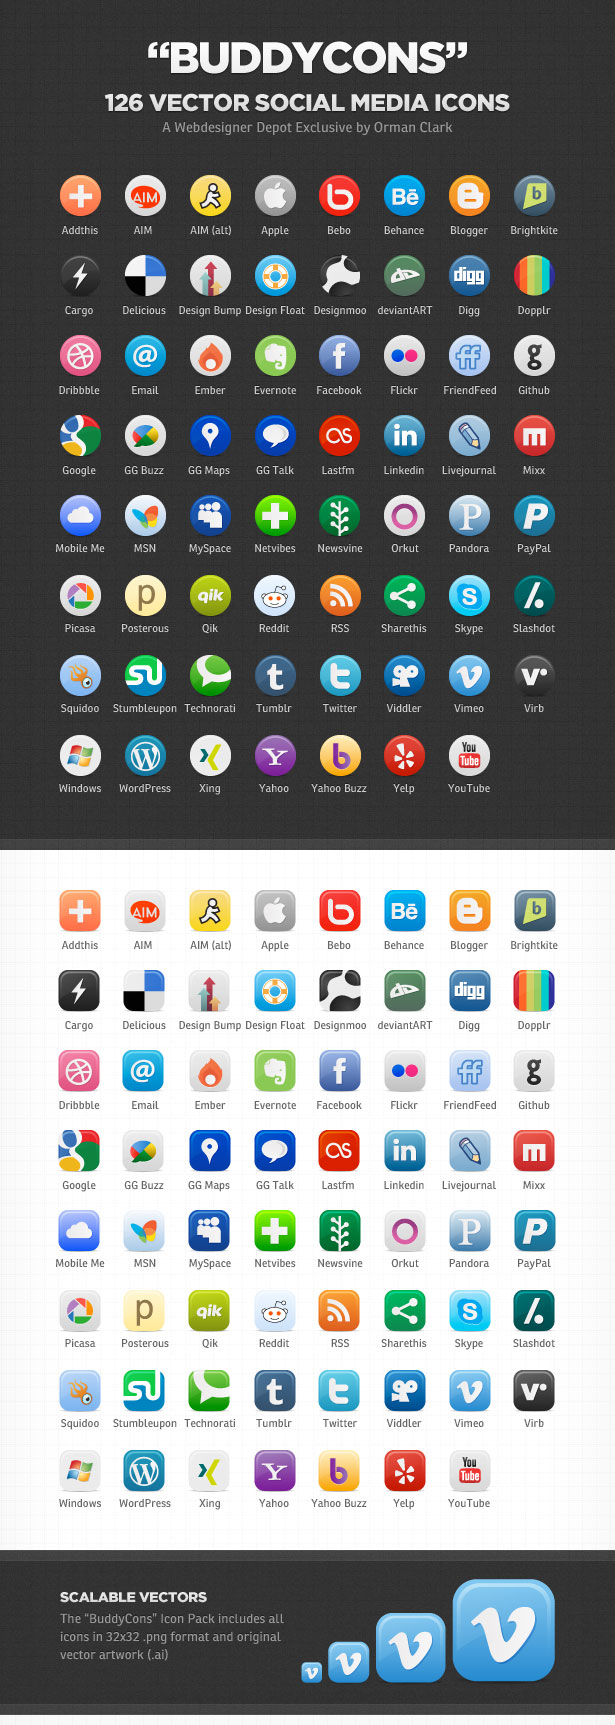 “BUDDYCONS”
126 VECTOR SOCIAL MEDIA ICONS
A Webdesigner Depot Exclusive by Orman Clark
AIM Bē
b
Addthis AIM AIM (alt) Apple Bebo Behance Blogger Brightkite
digg
Cargo Delicious Design Bump Design Float Designmoo deviantART Digg Dopplr
@ f ff g
Dribbble Email Ember Evernote Facebook Flickr FriendFeed Github
in m
Google GG Buzz GG Maps GG Talk Lastfm Linkedin Livejournal Mixx
P P
Mobile Me MSN MySpace Netvibes Newsvine Orkut Pandora PayPal
p qik S
Picasa Posterous Qik Reddit RSS Sharethis Skype Slashdot
t t v v
Squidoo Stumbleupon Technorati Tumblr Twitter Viddler Vimeo Virb
W Y b You Tube
Windows WordPress Xing Yahoo Yahoo Buzz Yelp YouTube
AIM Bē
b
Addthis AIM AIM (alt) Apple Bebo Behance Blogger Brightkite
digg
Cargo Delicious Design Bump Design Float Designmoo deviantART Digg Dopplr
@ f ff g
Dribbble Email Ember Evernote Facebook Flickr FriendFeed Github
in m
Google GG Buzz GG Maps GG Talk Lastfm Linkedin Livejournal Mixx
P P
Mobile Me MSN MySpace Netvibes Newsvine Orkut Pandora PayPal
p qik S
Picasa Posterous Qik Reddit RSS Sharethis Skype Slashdot
t t v v
Squidoo Stumbleupon Technorati Tumblr Twitter Viddler Vimeo Virb
W Y b You Tube
Windows WordPress Xing Yahoo Yahoo Buzz Yelp YouTube
SCALABLE VECTORS
The “BuddyCons” Icon Pack includes all
icons in 32x32 .png format and original
vector artwork (.ai)
v v v v